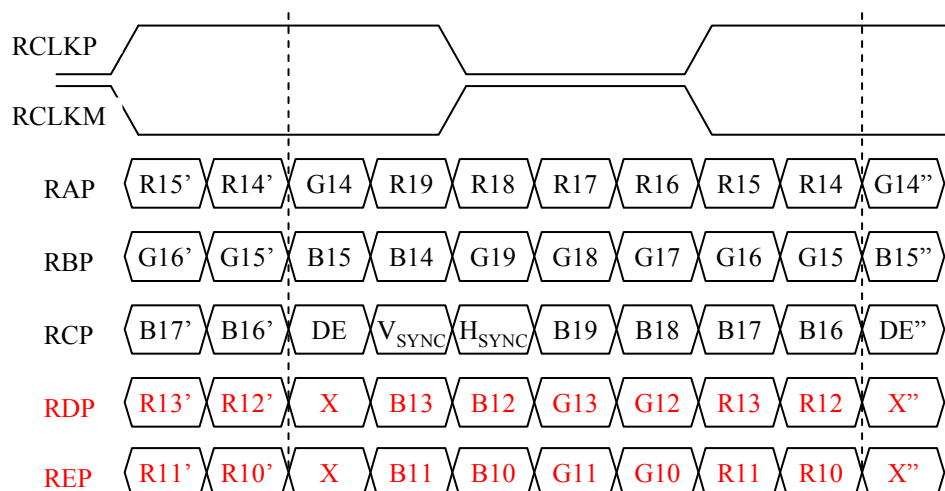 RCLKP
RCLKM
RAP R15’ R14’ G14 R19 R18 R17 R16 R15 R14 G14”
RBP G16’ G15’ B15 B14 G19 G18 G17 G16 G15 B15”
RCP B17’ B16’ DE VSYNC HSYNC B19 B18 B17 B16 DE”
RDP R13’ R12’ X B13 B12 G13 G12 R13 R12 X”
REP R11’ R10’ X B11 B10 G11 G10 R11 R10 X”